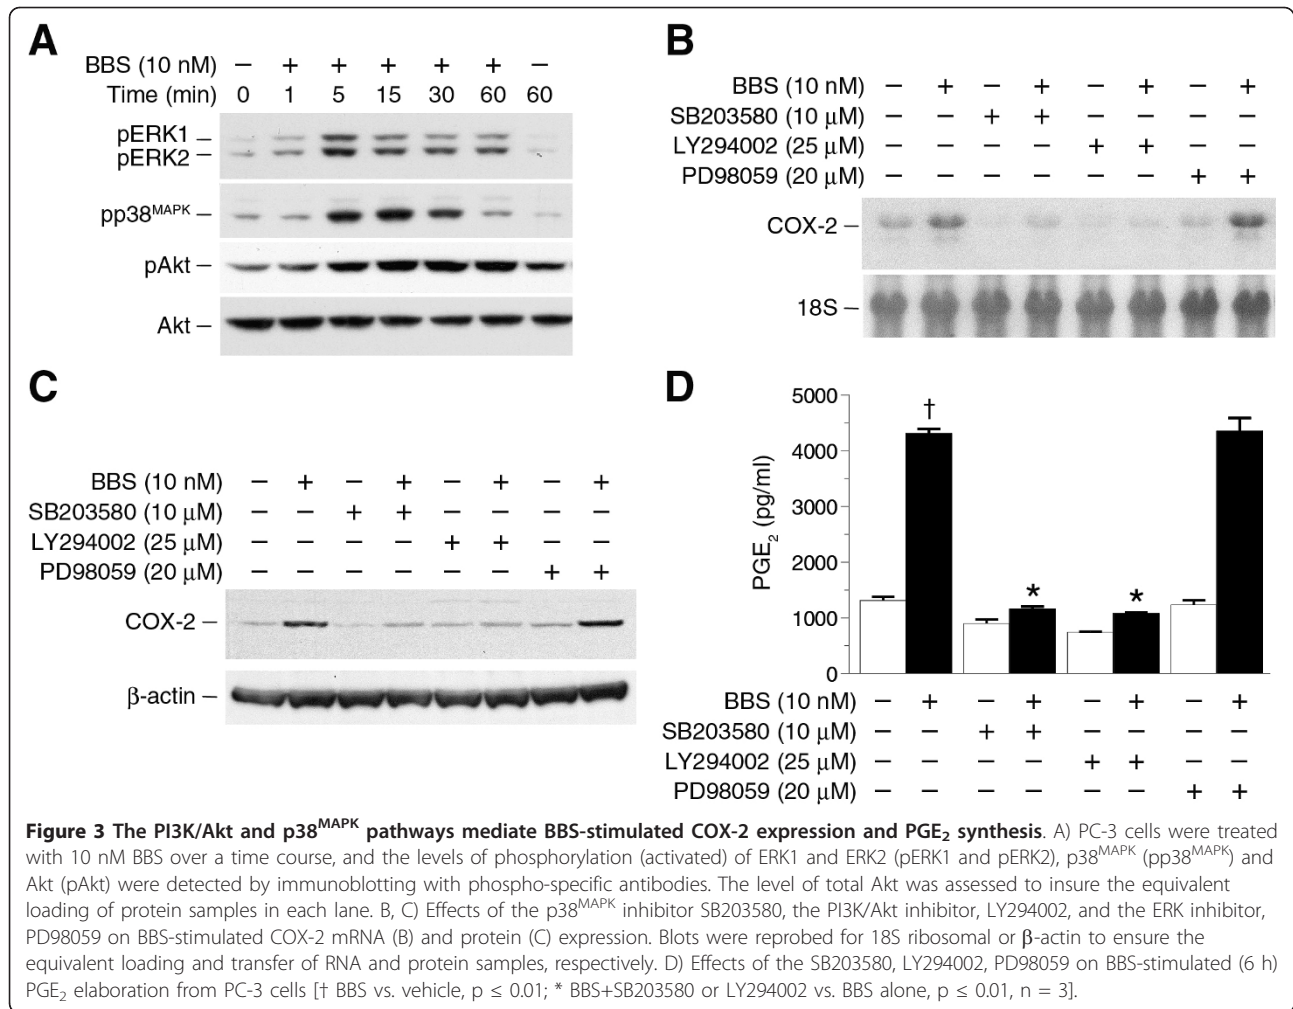 A
BBS (10 nM) − + + + + + −
Time (min) 0 1 5 15 30 60 60
pERK1 –
pERK2 –
pp38MAPK –
pAkt –
Akt –
B
BBS (10 nM) − + − + − + − +
SB203580 (10 μM) − − + + − − − −
LY294002 (25 μM) − − − − + + − −
PD98059 (20 μM) − − − − − − + +
COX-2 –
18S –
C
BBS (10 nM) − + − + − + − +
SB203580 (10 μM) − − + + − − − −
LY294002 (25 μM) − − − − + + − −
PD98059 (20 μM) − − − − − − + +
COX-2 –
β-actin –
D
PGE2 (pg/ml)
5000
4000
3000
2000
1000
0
†
*
*
BBS (10 nM) − + − + − + − +
SB203580 (10 μM) − − + + − − − −
LY294002 (25 μM) − − − − + + − −
PD98059 (20 μM) − − − − − − + +
Figure 3 The PI3K/Akt and p38MAPK pathways mediate BBS-stimulated COX-2 expression and PGE2 synthesis. A) PC-3 cells were treated
with 10 nM BBS over a time course, and the levels of phosphorylation (activated) of ERK1 and ERK2 (pERK1 and pERK2), p38MAPK (pp38MAPK) and
Akt (pAkt) were detected by immunoblotting with phospho-specific antibodies. The level of total Akt was assessed to insure the equivalent
loading of protein samples in each lane. B, C) Effects of the p38MAPK inhibitor SB203580, the PI3K/Akt inhibitor, LY294002, and the ERK inhibitor,
PD98059 on BBS-stimulated COX-2 mRNA (B) and protein (C) expression. Blots were reprobed for 18S ribosomal or β-actin to ensure the
equivalent loading and transfer of RNA and protein samples, respectively. D) Effects of the SB203580, LY294002, PD98059 on BBS-stimulated (6 h)
PGE2 elaboration from PC-3 cells [† BBS vs. vehicle, p ≤ 0.01; * BBS+SB203580 or LY294002 vs. BBS alone, p ≤ 0.01, n = 3].